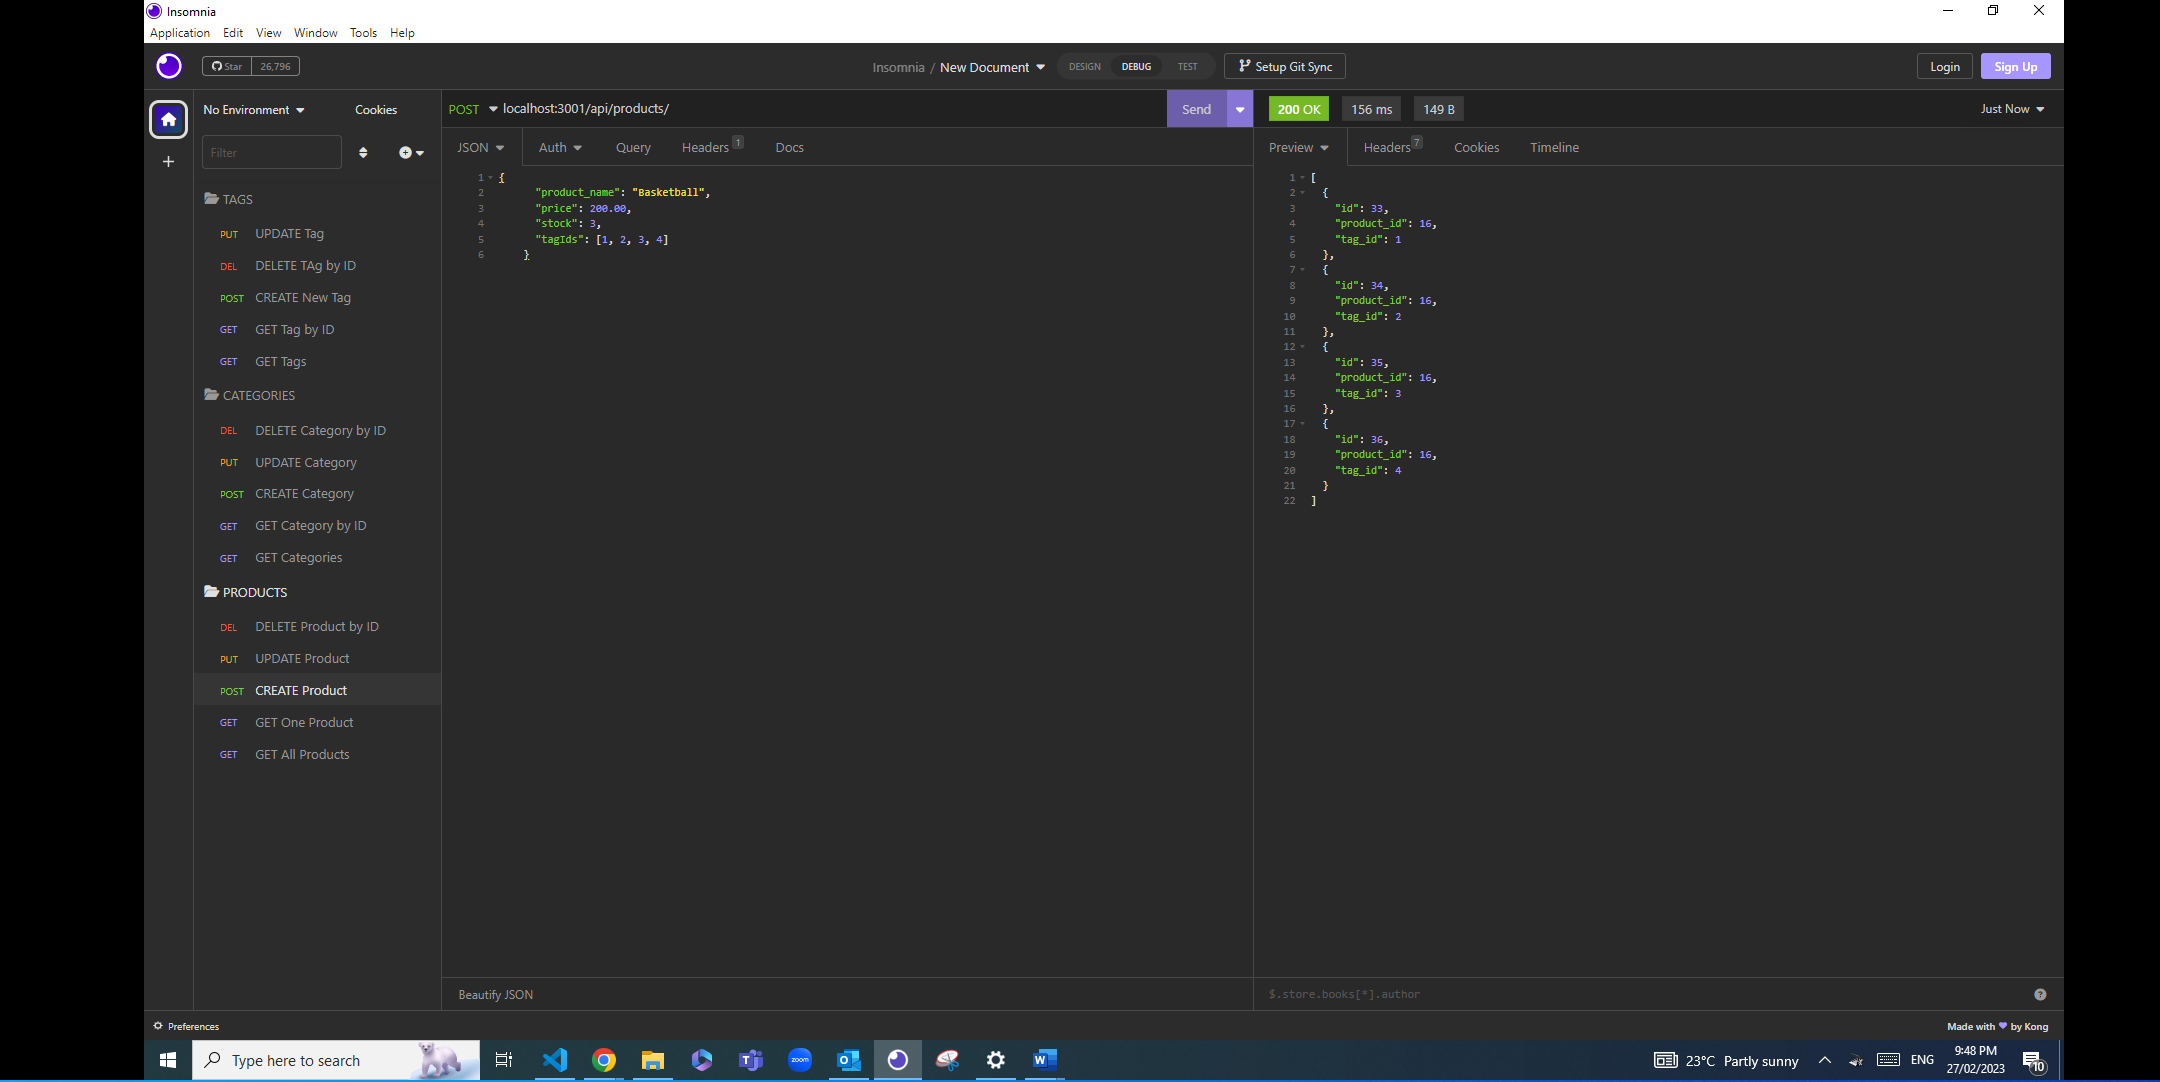 Insomnia
Application Edit View Window Tools Help
Star 26,796
Insomnia / New Document
DESIGN DEBUG TEST
Setup Git Sync
Login
Sign Up
No Environment
Cookies
Filter
TAGS
PUT UPDATE Tag
DEL DELETE TAg by ID
POST CREATE New Tag
GET GET Tag by ID
GET GET Tags
CATEGORIES
DEL DELETE Category by ID
PUT UPDATE Category
POST CREATE Category
GET GET Category by ID
GET GET Categories
PRODUCTS
DEL DELETE Product by ID
PUT UPDATE Product
POST CREATE Product
GET GET One Product
GET GET All Products
POST localhost:3001/api/products/
Send
JSON Auth Query Headers 1 Docs
1 {
2 "product_name": "Basketball",
3 "price": 200.00,
4 "stock": 3,
5 "tagIds": [1, 2, 3, 4]
6 }
Beautify JSON
200 OK 156 ms 149 B
Just Now
Preview Headers 7 Cookies Timeline
1 [
2 {
3 "id": 33,
4 "product_id": 16,
5 "tag_id": 1
6 },
7 {
8 "id": 34,
9 "product_id": 16,
10 "tag_id": 2
11 },
12 {
13 "id": 35,
14 "product_id": 16,
15 "tag_id": 3
16 },
17 {
18 "id": 36,
19 "product_id": 16,
20 "tag_id": 4
21 }
22 ]
$.store.books[*].author
?
Preferences
Made with ♥ by Kong
Type here to search
zoom
23°C Partly sunny
ENG
9:48 PM
27/02/2023
10